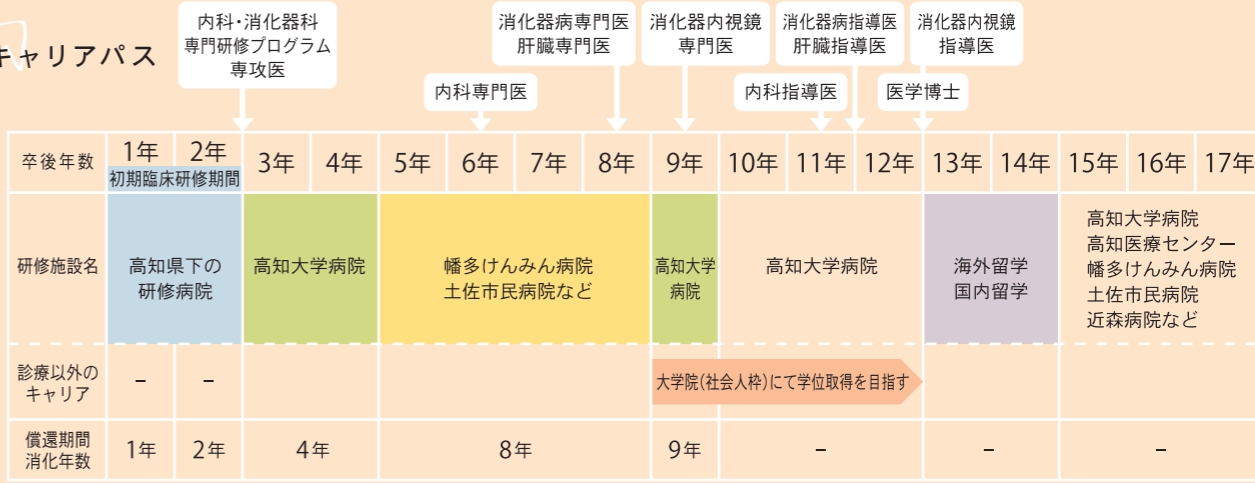 キャリアパス
内科・消化器科
専門研修プログラム
専攻医
内科専門医
消化器病専門医
肝臓専門医
消化器内視鏡
専門医
内科指導医
消化器病指導医
肝臓指導医
医学博士
消化器内視鏡
指導医
卒後年数
1年 2年 3年 4年 5年 6年 7年 8年 9年 10年 11年 12年 13年 14年 15年 16年 17年
初期臨床研修期間
研修施設名
高知県下の
研修病院
高知大学病院
幡多けんみん病院
土佐市民病院など
高知大学
病院
高知大学病院
海外留学
国内留学
高知大学病院
高知医療センター
幡多けんみん病院
土佐市民病院
近森病院など
診療以外の
キャリア
– –
大学院(社会人枠)にて学位取得を目指す
償還期間
消化年数
1年 2年 4年 8年 9年 – – –